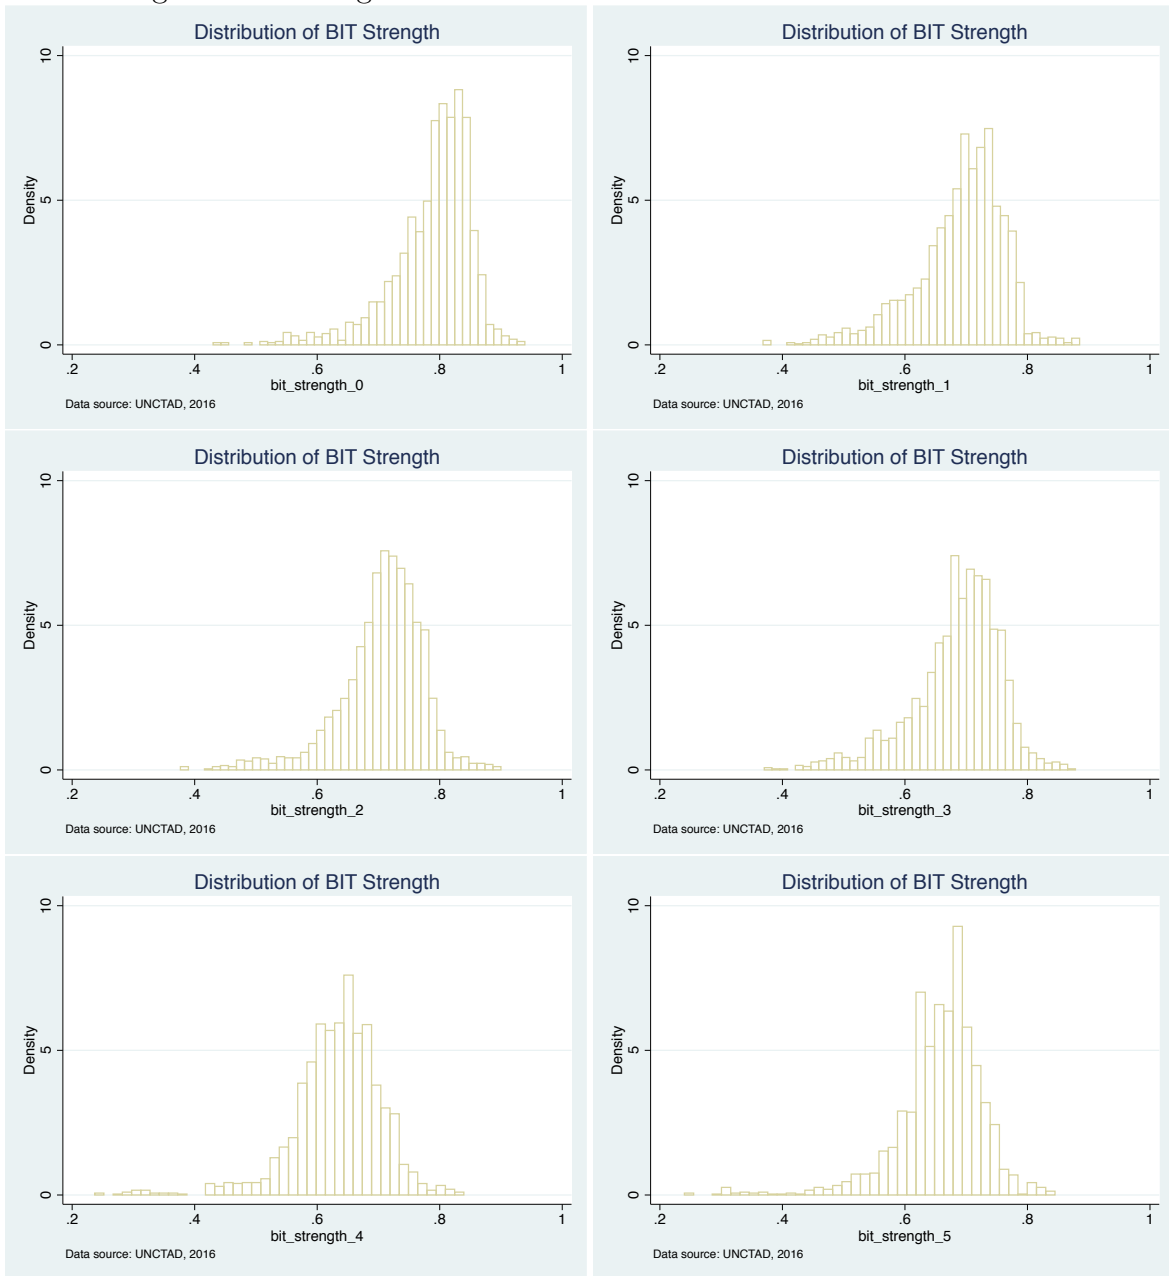 Distribution of BIT Strength
10
5
0
Density
.2 .4 .6 .8 1
bit_strength_0
Data source: UNCTAD, 2016
Distribution of BIT Strength
10
5
0
Density
.2 .4 .6 .8 1
bit_strength_1
Data source: UNCTAD, 2016
Distribution of BIT Strength
10
5
0
Density
.2 .4 .6 .8 1
bit_strength_2
Data source: UNCTAD, 2016
Distribution of BIT Strength
10
5
0
Density
.2 .4 .6 .8 1
bit_strength_3
Data source: UNCTAD, 2016
Distribution of BIT Strength
10
5
0
Density
.2 .4 .6 .8 1
bit_strength_4
Data source: UNCTAD, 2016
Distribution of BIT Strength
10
5
0
Density
.2 .4 .6 .8 1
bit_strength_5
Data source: UNCTAD, 2016